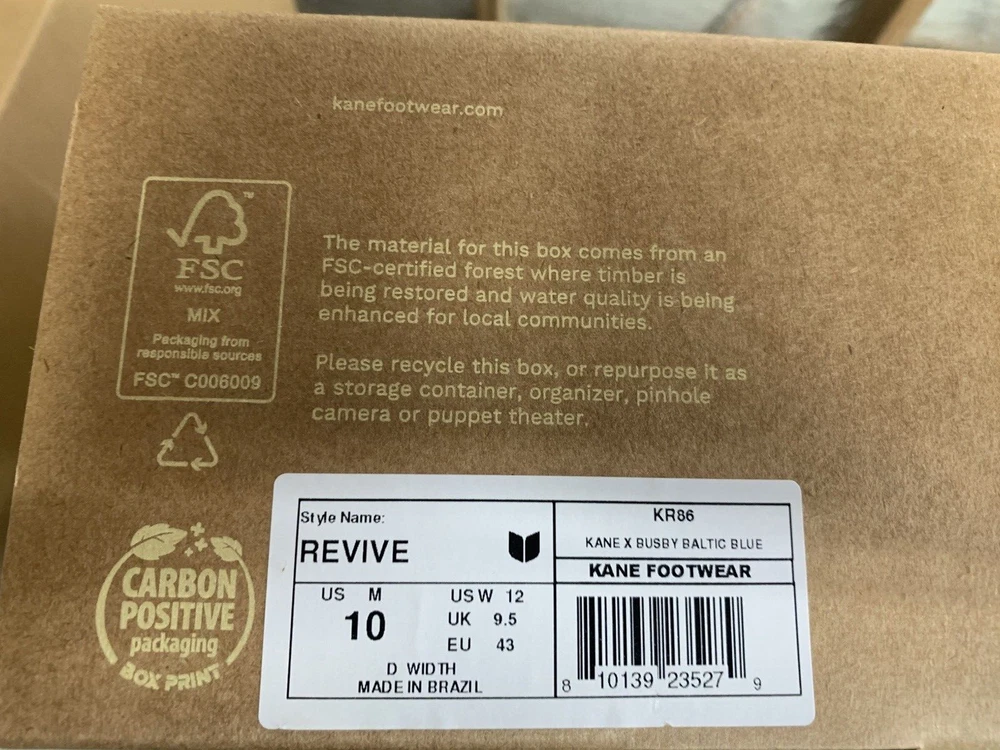 kanefootwear.com
FSC
www.fsc.org
MIX
Packaging from
responsible sources
FSC™ C006009
The material for this box comes from an
FSC-certified forest where timber is
being restored and water quality is being
enhanced for local communities.
Please recycle this box, or repurpose it as
a storage container, organizer, pinhole
camera or puppet theater.
CARBON
POSITIVE
packaging
BOX PRINT
Style Name:
REVIVE
KR86
KANE X BUSBY BALTIC BLUE
KANE FOOTWEAR
US M
10
US W 12
UK 9.5
EU 43
D WIDTH
MADE IN BRAZIL
8 10139 23527 9